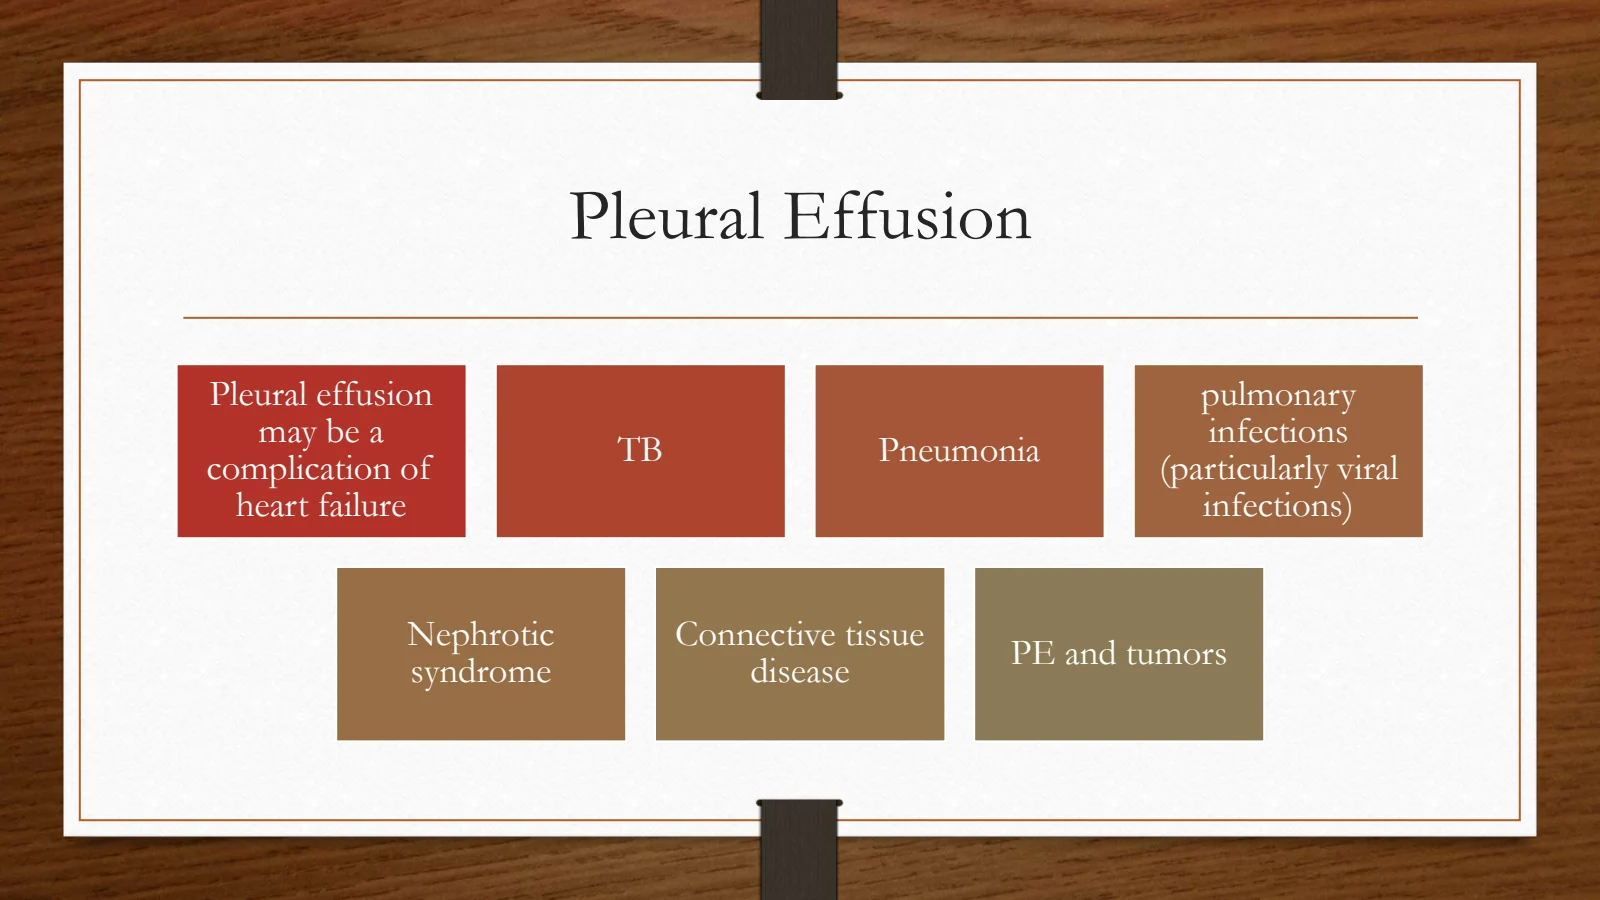 Pleural Effusion
Pleural effusion
may be a
complication of
heart failure
TB
Pneumonia
pulmonary
infections
(particularly viral
infections)
Nephrotic
syndrome
Connective tissue
disease
PE and tumors